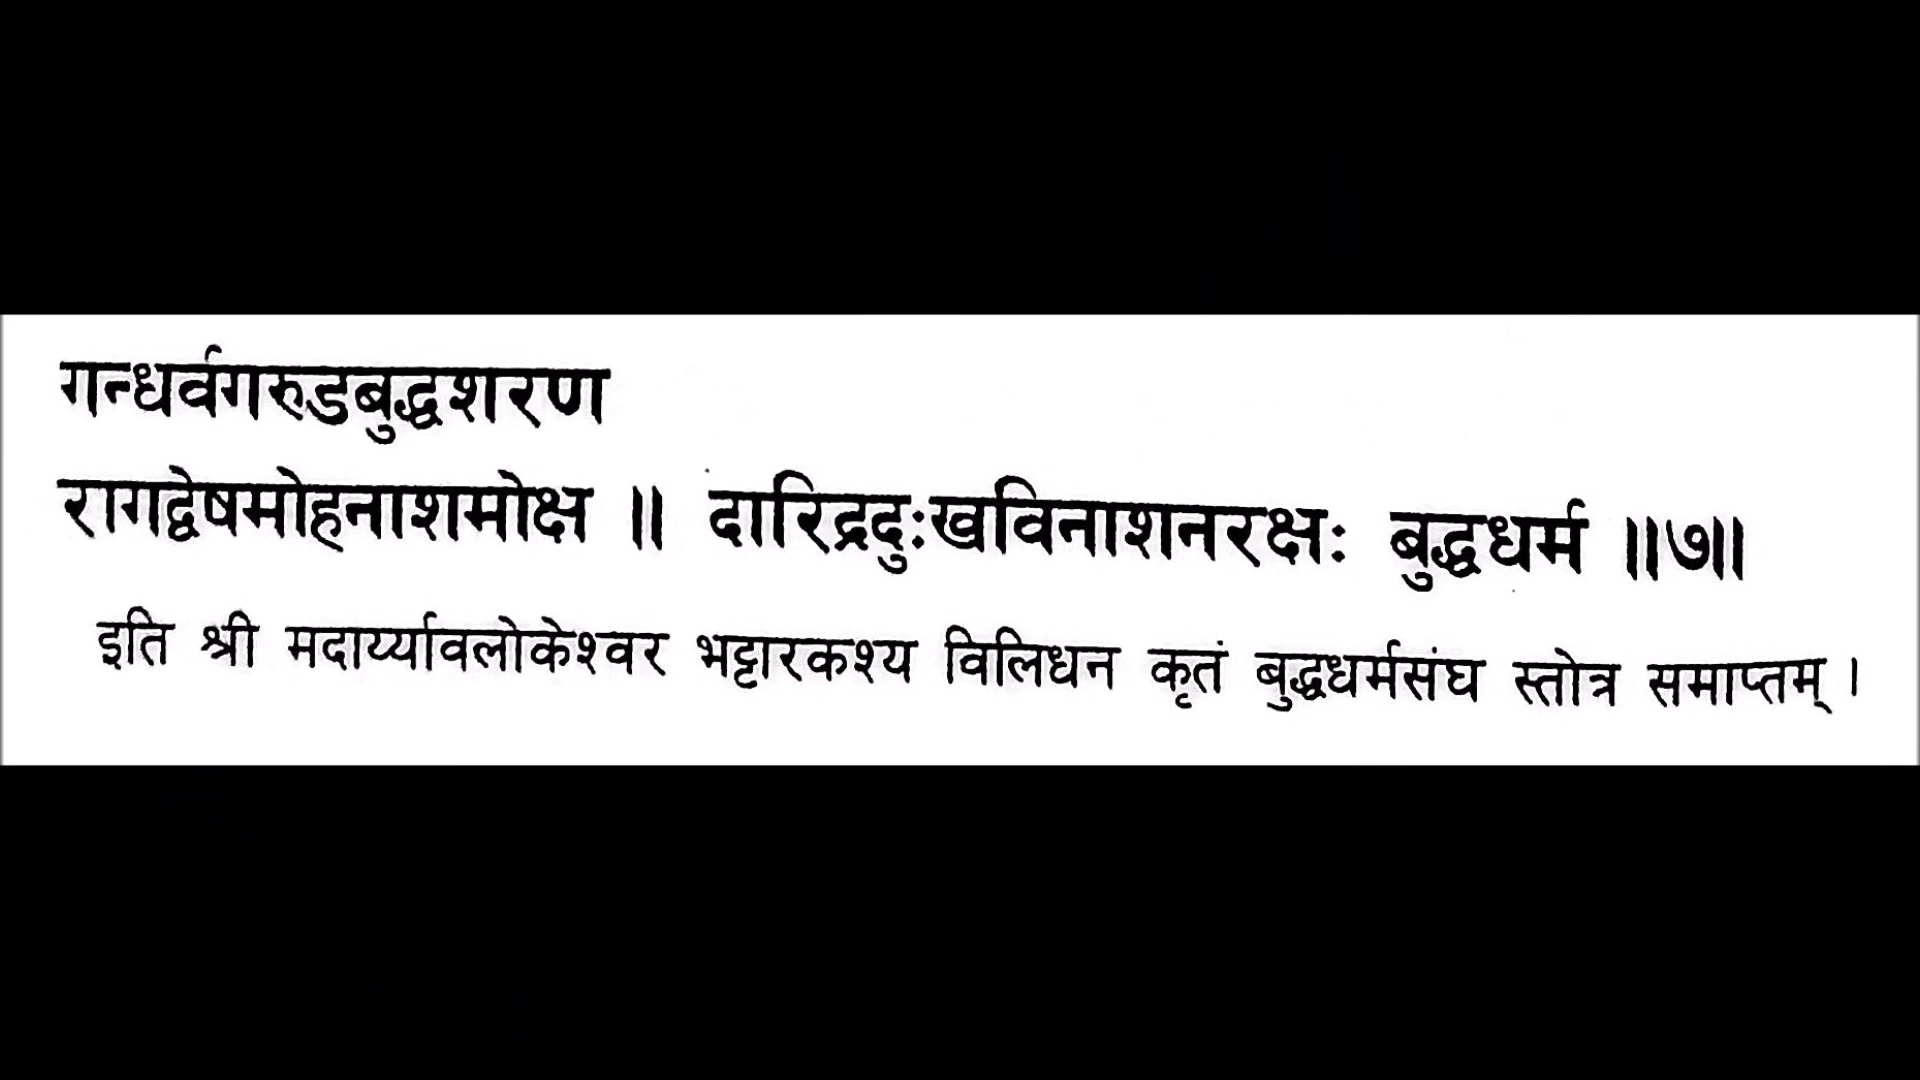 गन्धर्वगरुडबुद्धशरण
रागद्वेषमोहनाशमोक्ष ॥ दारिद्रदुःखविनाशनरक्षः बुद्धधर्म ॥७॥
इति श्री मदार्य्यावलोकेश्वर भट्टारकश्य विलिधन कृतं बुद्धधर्मसंघ स्तोत्र समाप्तम् ।